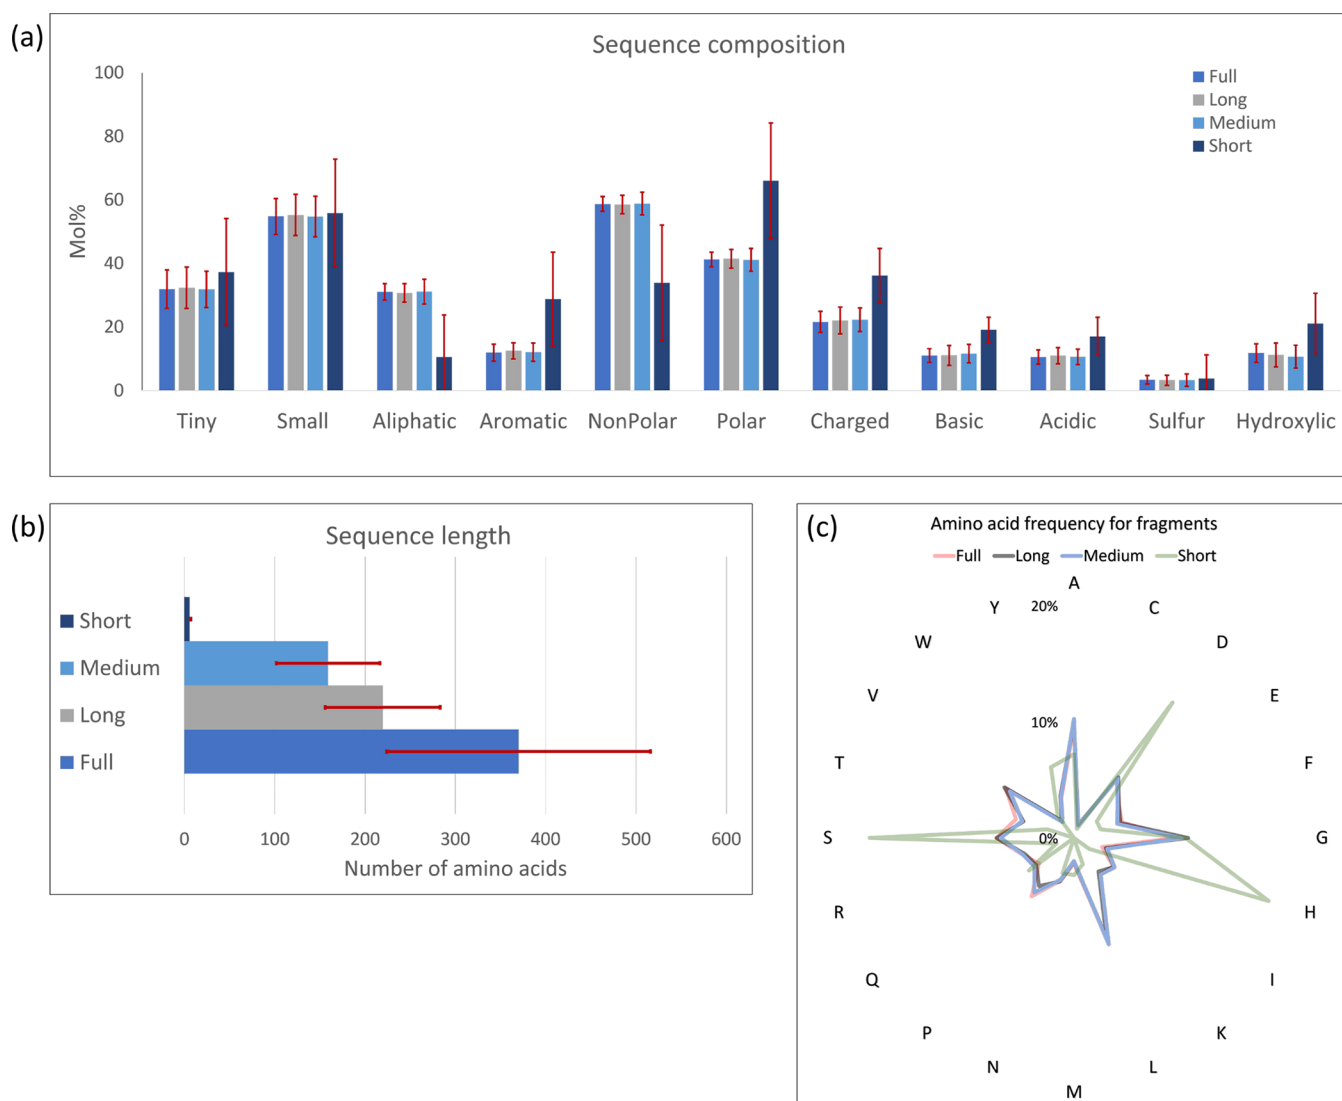 (a)
Sequence composition
100
80
60
40
20
0
Mol%
Full
Long
Medium
Short
Tiny Small Aliphatic Aromatic NonPolar Polar Charged Basic Acidic Sulfur Hydroxylic
(b)
Sequence length
Short
Medium
Long
Full
0 100 200 300 400 500 600
Number of amino acids
(c)
Amino acid frequency for fragments
Full Long Medium Short
A
Y 20% C
W D
V E
10%
T F
S 0% G
R H
Q I
P K
N L
M